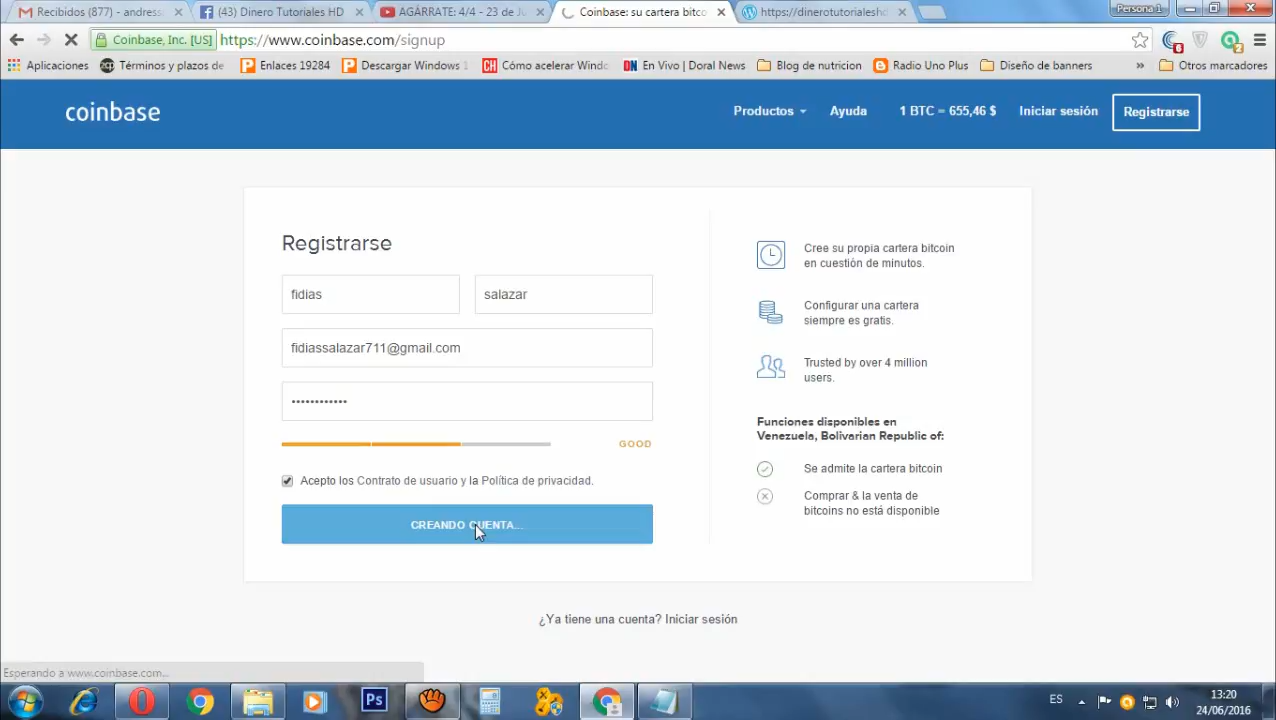 Recibidos (877) - andress
(43) Dinero Tutoriales HD
AGÁRRATE: 4/4 - 23 de Ju
Coinbase: su cartera bitco
https://dinerotutorialeshd
Persona 1
Coinbase, Inc. [US]
https://www.coinbase.com/signup
6
2
Aplicaciones
Términos y plazos de
Enlaces 19284
Descargar Windows
CH Cómo acelerar Windo
DN En Vivo | Doral News
Blog de nutricion
Radio Uno Plus
Diseño de banners
»
Otros marcadores
coinbase
Productos
Ayuda
1 BTC = 655,46 $
Iniciar sesión
Registrarse
Registrarse
fidias
salazar
fidiassalazar711@gmail.com
••••••••••••
GOOD
Acepto los Contrato de usuario y la Política de privacidad.
CREANDO CUENTA...
Cree su propia cartera bitcoin
en cuestión de minutos.
Configurar una cartera
siempre es gratis.
Trusted by over 4 million
users.
Funciones disponibles en
Venezuela, Bolivarian Republic of:
Se admite la cartera bitcoin
Comprar & la venta de
bitcoins no está disponible
¿Ya tiene una cuenta? Iniciar sesión
Esperando a www.coinbase.com...
Ps
ES
13:20
24/06/2016